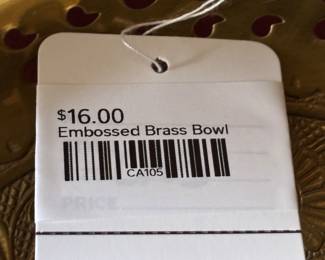 $16.00
Embossed Brass Bowl
CA105
PRICE